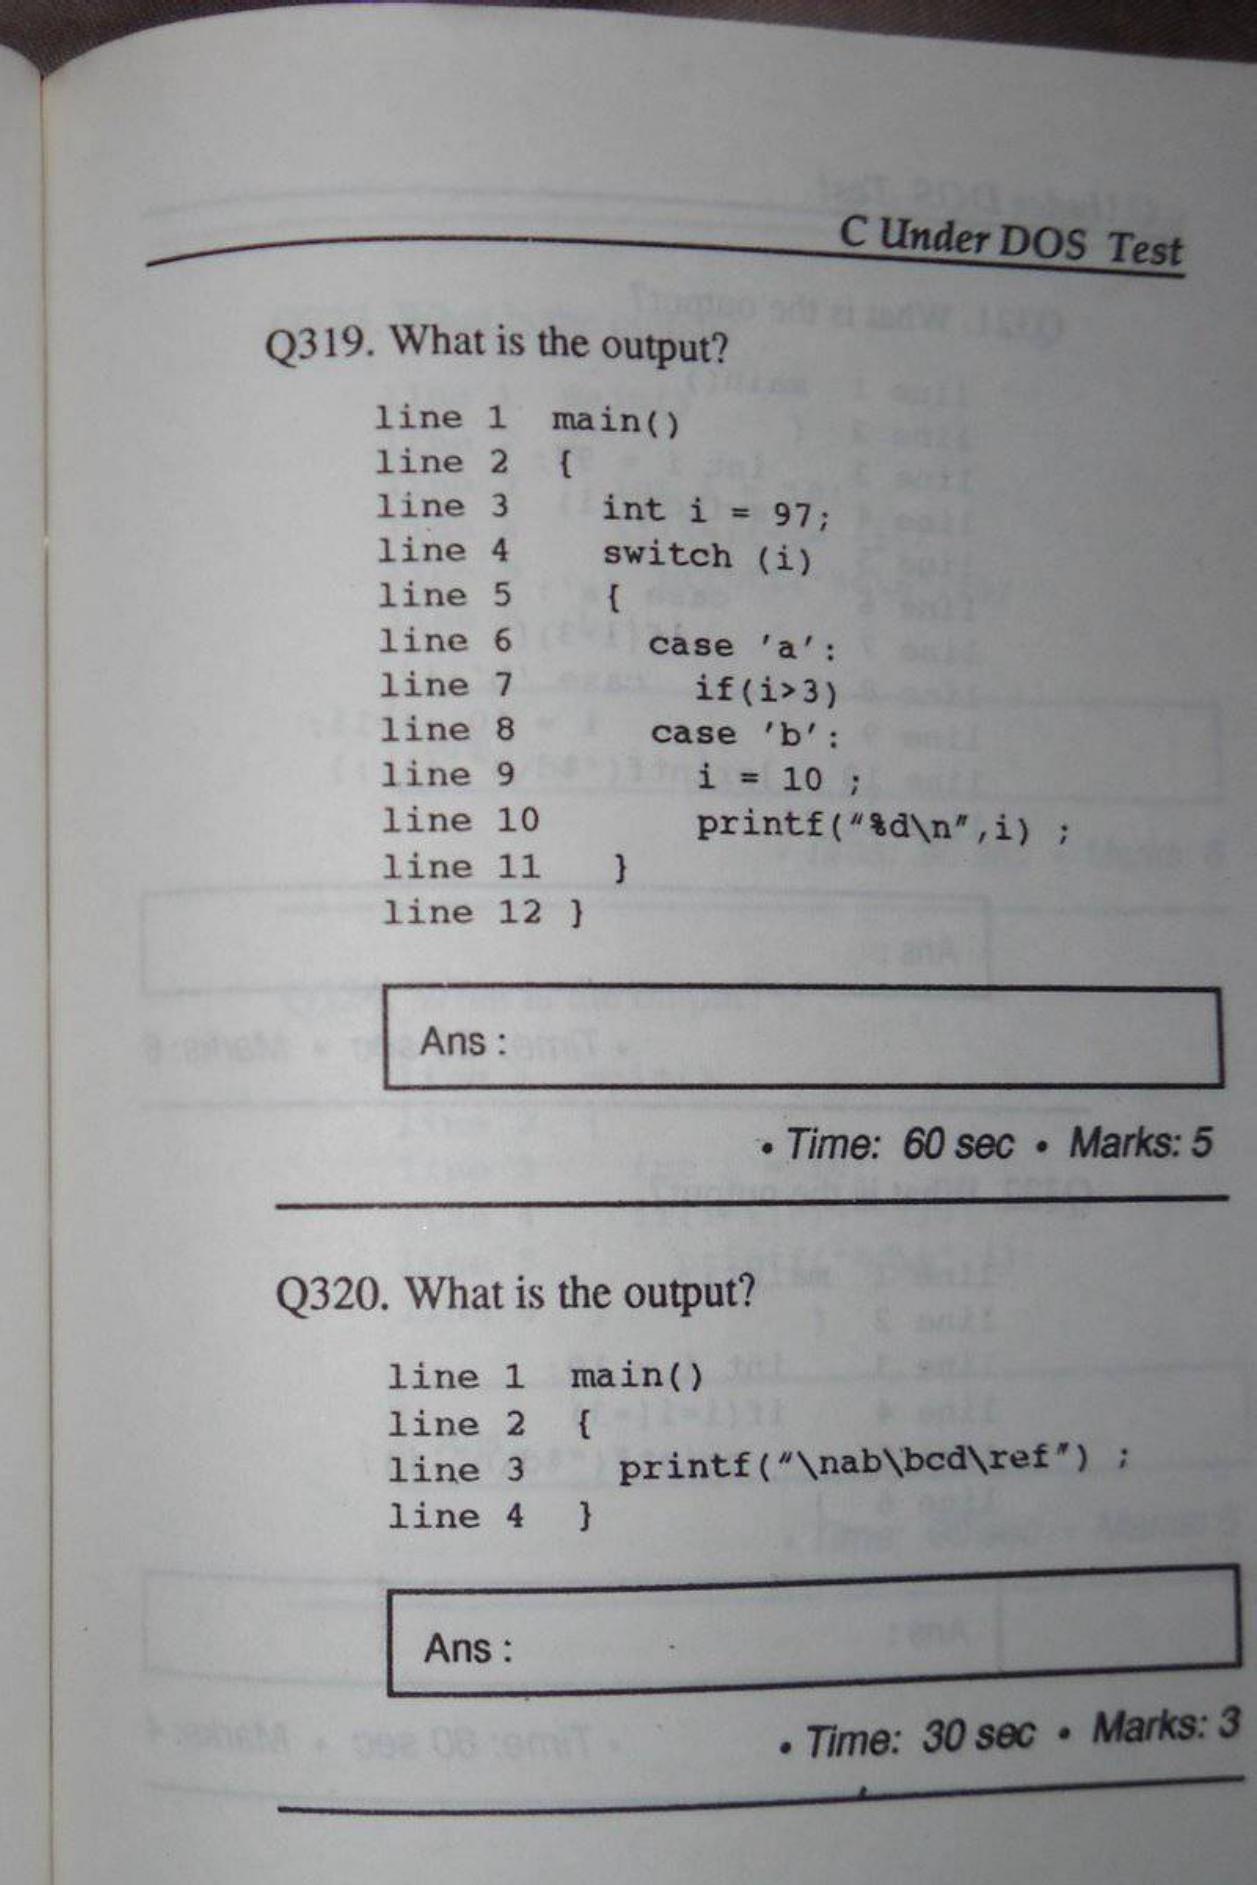 C Under DOS Test
Q319. What is the output?
line 1 main()
line 2 {
line 3 int i = 97;
line 4 switch (i)
line 5 {
line 6 case 'a':
line 7 if(i>3)
line 8 case 'b':
line 9 i = 10 ;
line 10 printf("%d\n",i) ;
line 11 }
line 12 }
Ans :
• Time: 60 sec • Marks: 5
Q320. What is the output?
line 1 main()
line 2 {
line 3 printf("\nab\bcd\ref") ;
line 4 }
Ans :
• Time: 30 sec • Marks: 3